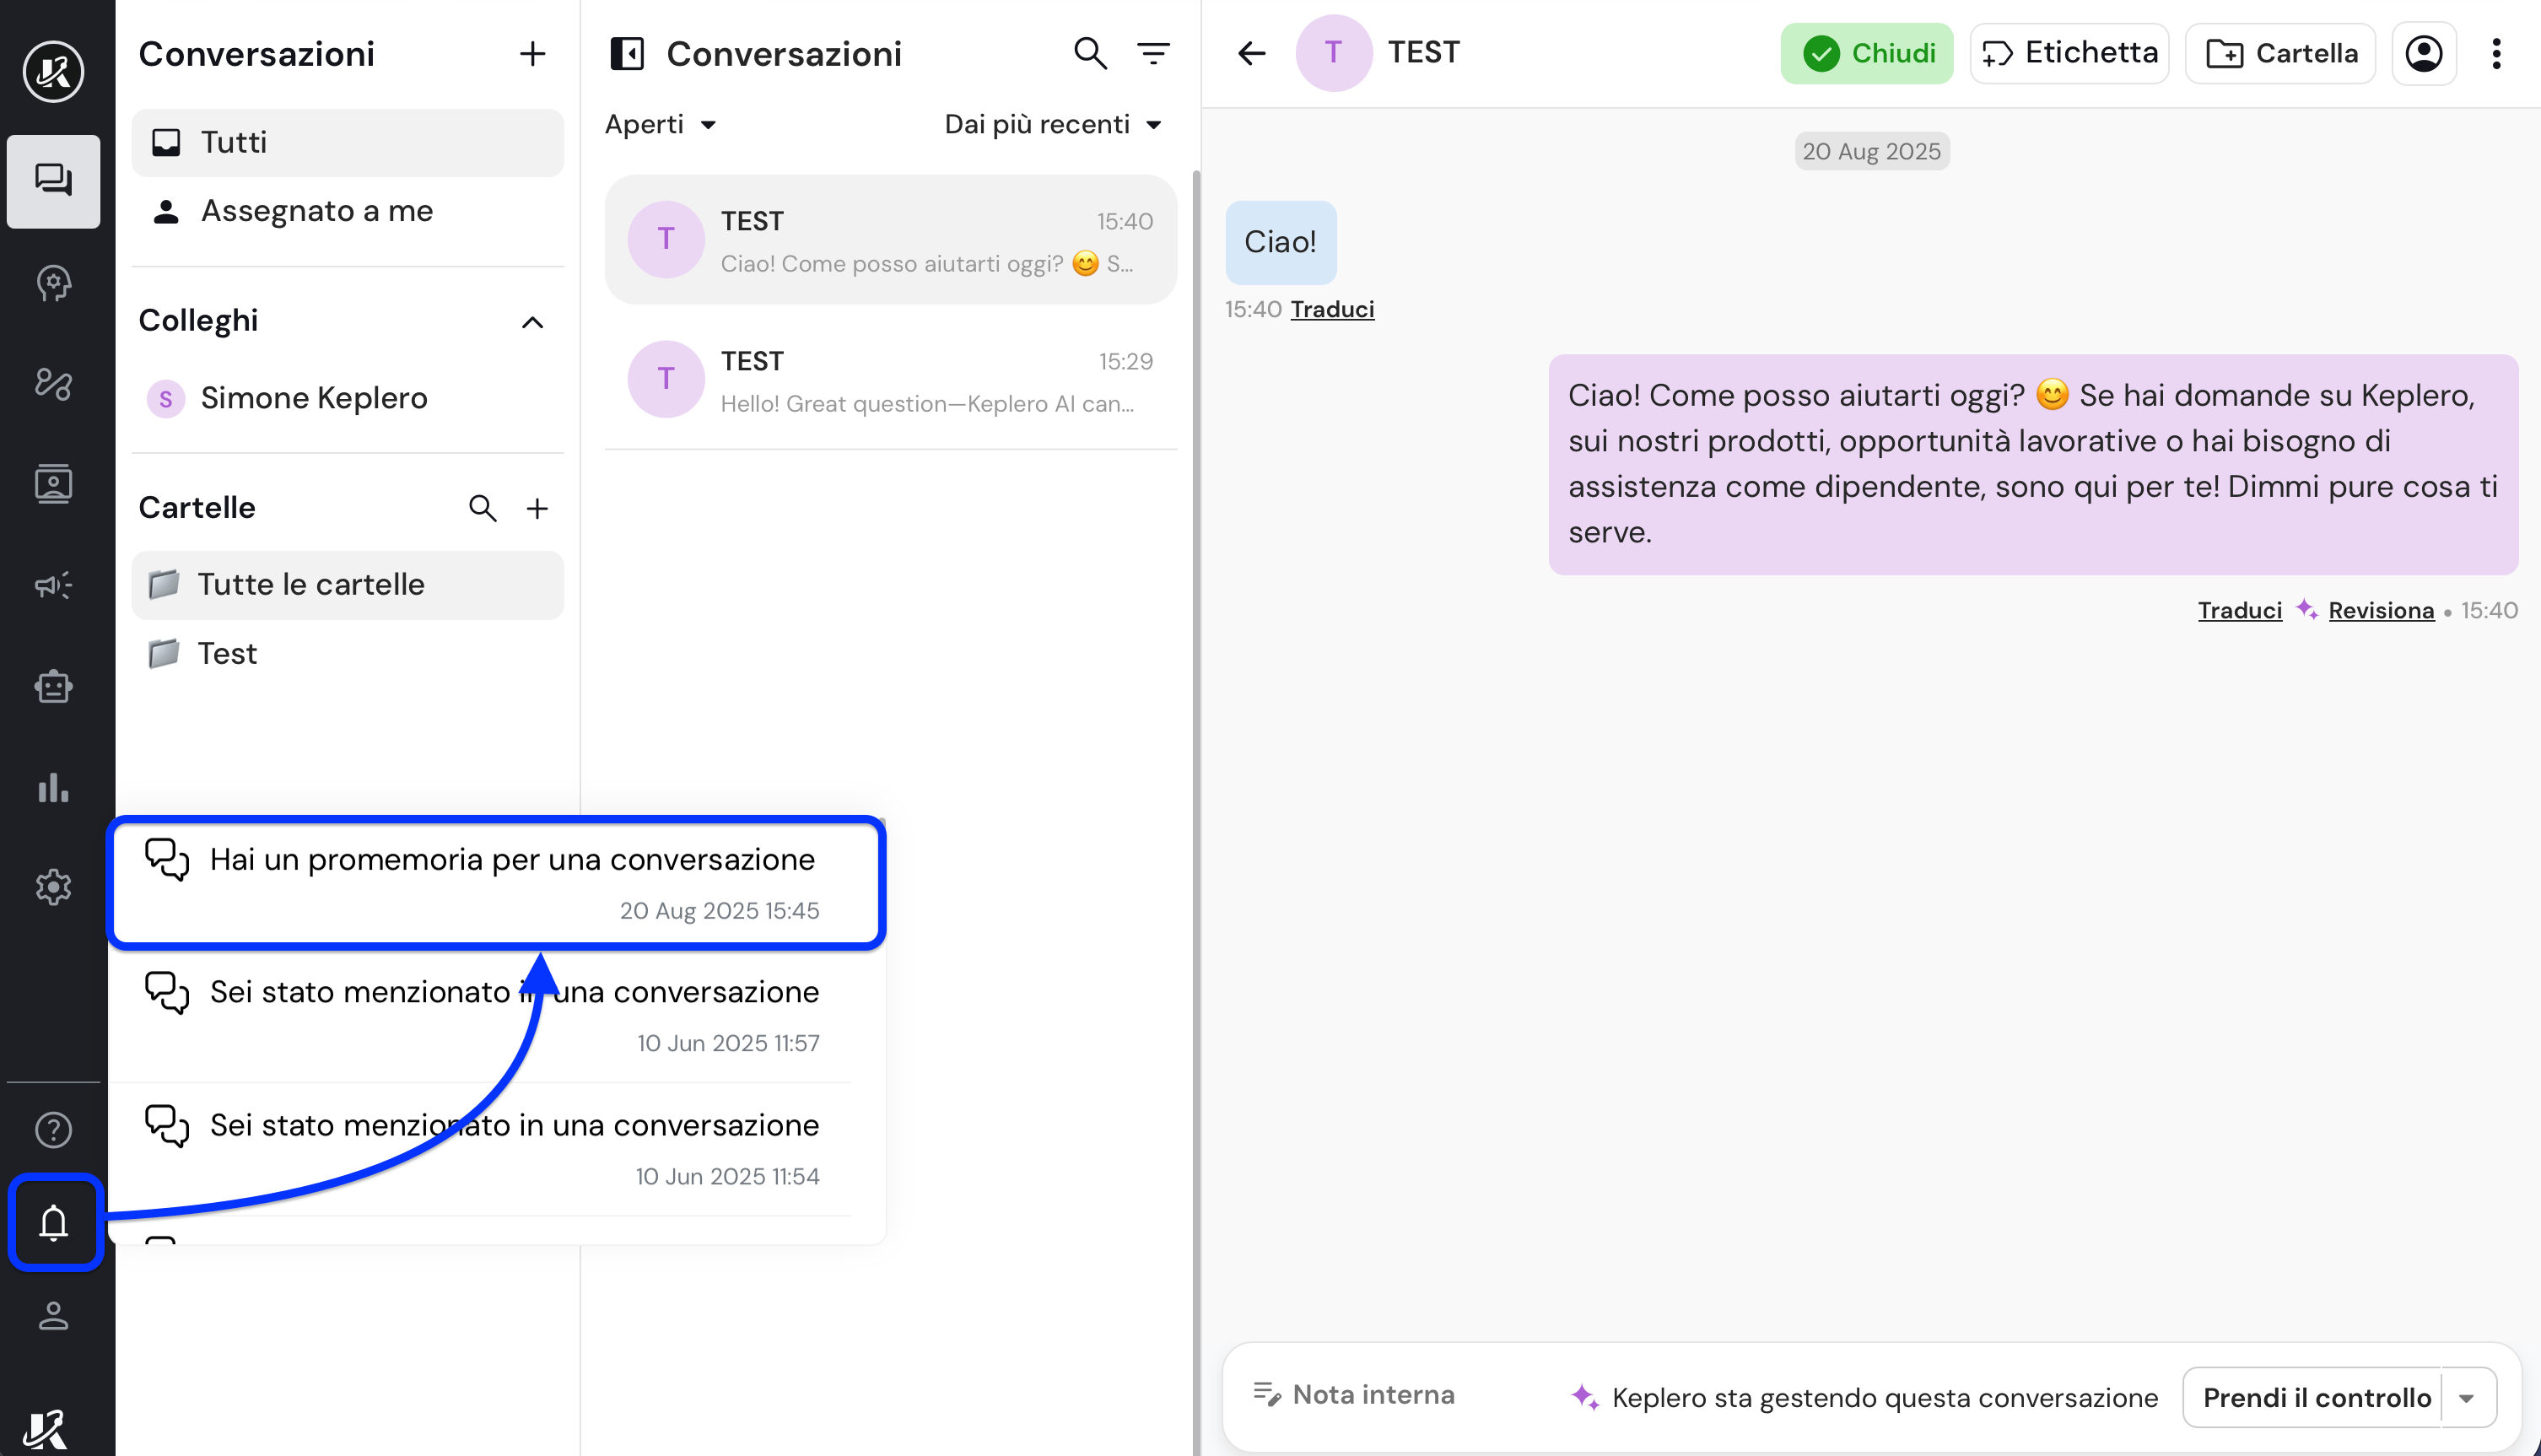 Conversazioni
Tutti
Assegnato a me
Colleghi
S
Simone Keplero
Cartelle
Tutte le cartelle
Test
Conversazioni
Aperti
Dai più recenti
T
TEST
15:40
Ciao! Come posso aiutarti oggi? 😊 S...
T
TEST
15:29
Hello! Great question—Keplero AI can...
Hai un promemoria per una conversazione
20 Aug 2025 15:45
Sei stato menzionato in una conversazione
10 Jun 2025 11:57
Sei stato menzionato in una conversazione
10 Jun 2025 11:54
T
TEST
Chiudi
Etichetta
Cartella
20 Aug 2025
Ciao!
15:40 Traduci
Ciao! Come posso aiutarti oggi? 😊 Se hai domande su Keplero,
sui nostri prodotti, opportunità lavorative o hai bisogno di
assistenza come dipendente, sono qui per te! Dimmi pure cosa ti
serve.
Traduci Revisiona • 15:40
Nota interna
Keplero sta gestendo questa conversazione
Prendi il controllo